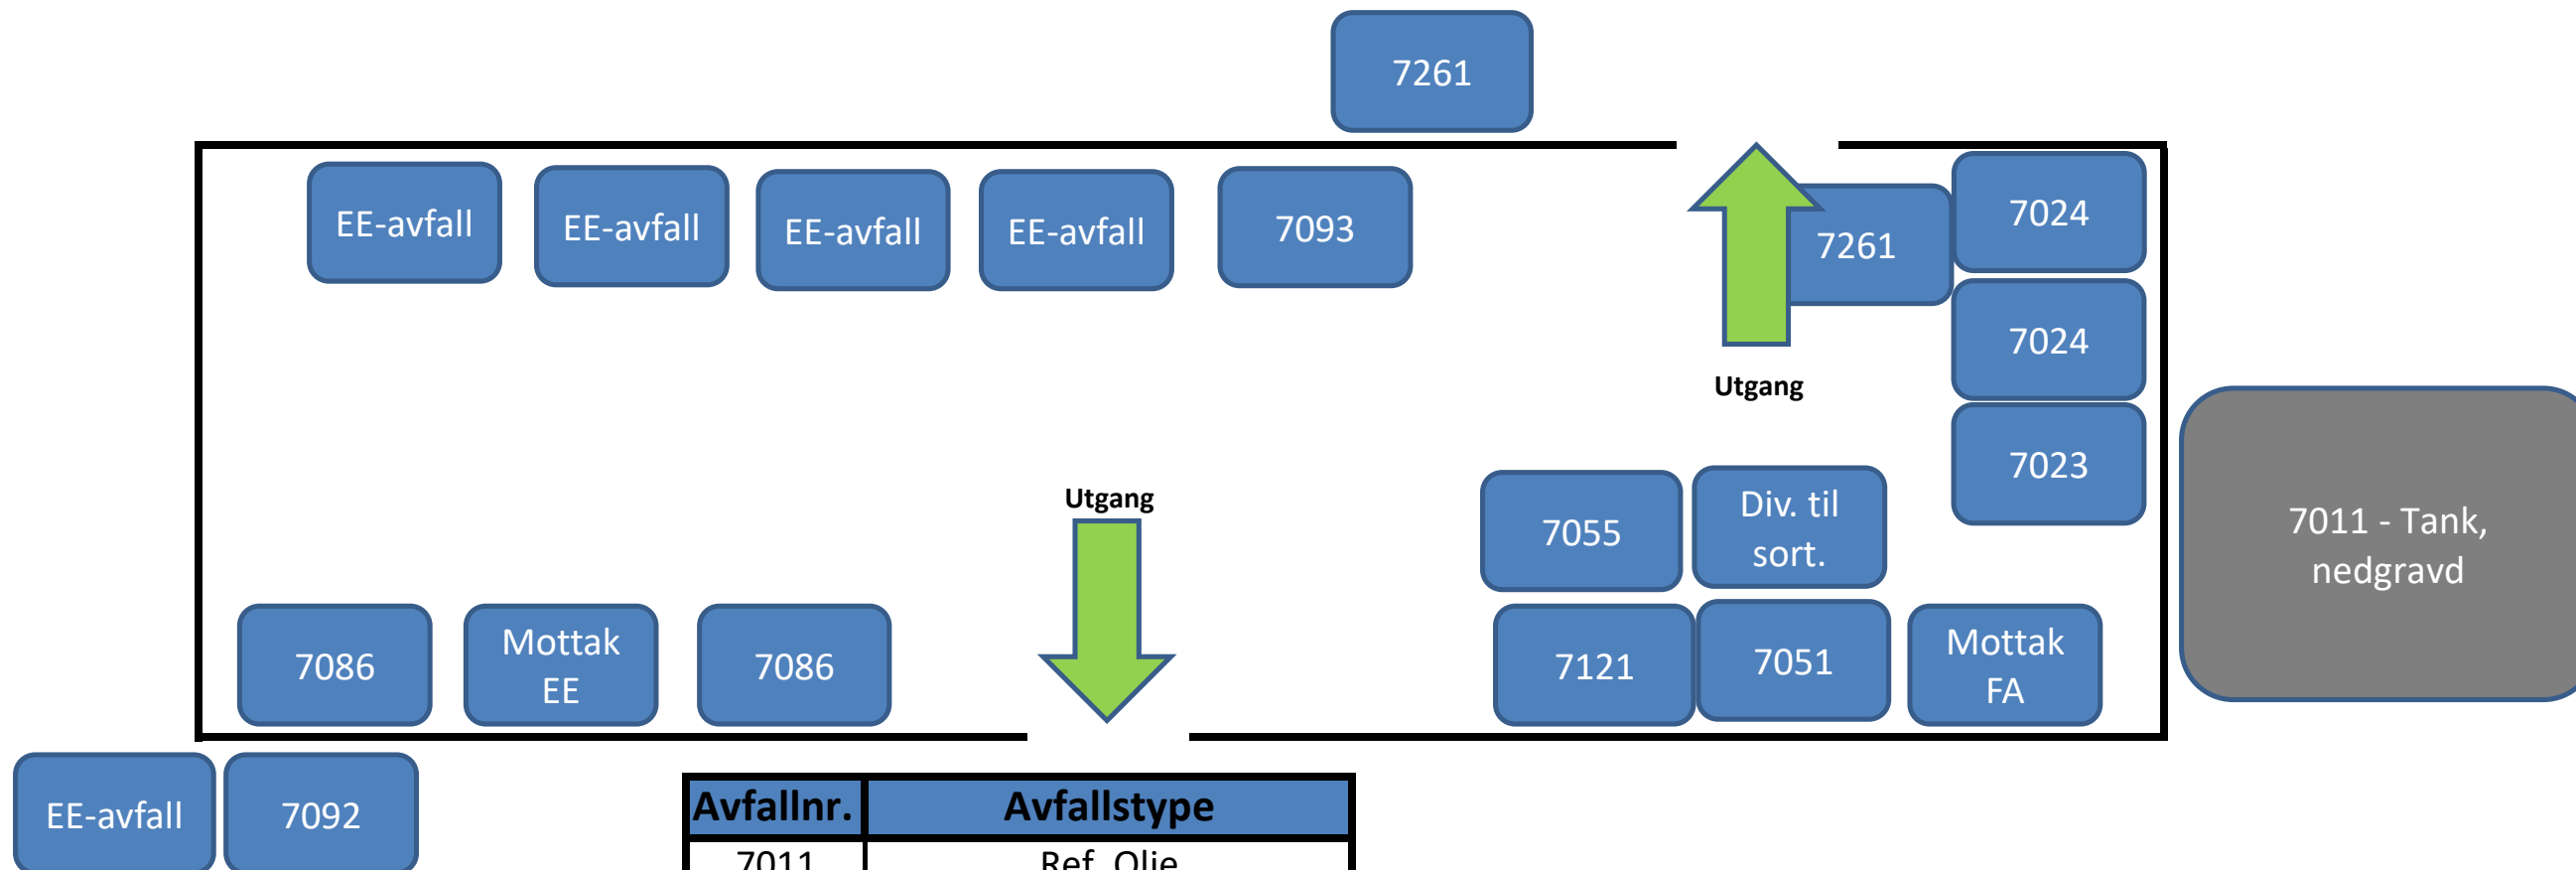 7261
EE-avfall
EE-avfall
EE-avfall
EE-avfall
7093
7261
7024
7024
7023
Utgang
Utgang
7055
Div. til
sort.
7011 - Tank,
nedgravd
7086
Mottak
EE
7086
7121
7051
Mottak
FA
EE-avfall
7092
Avfallnr. Avfallstype
7011 Ref. Olje